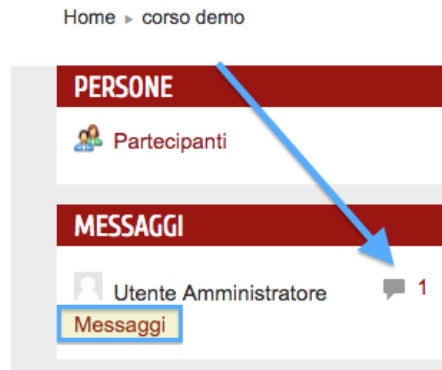 Home ▸ corso demo
PERSONE
Partecipanti
MESSAGGI
Utente Amministratore 1
Messaggi